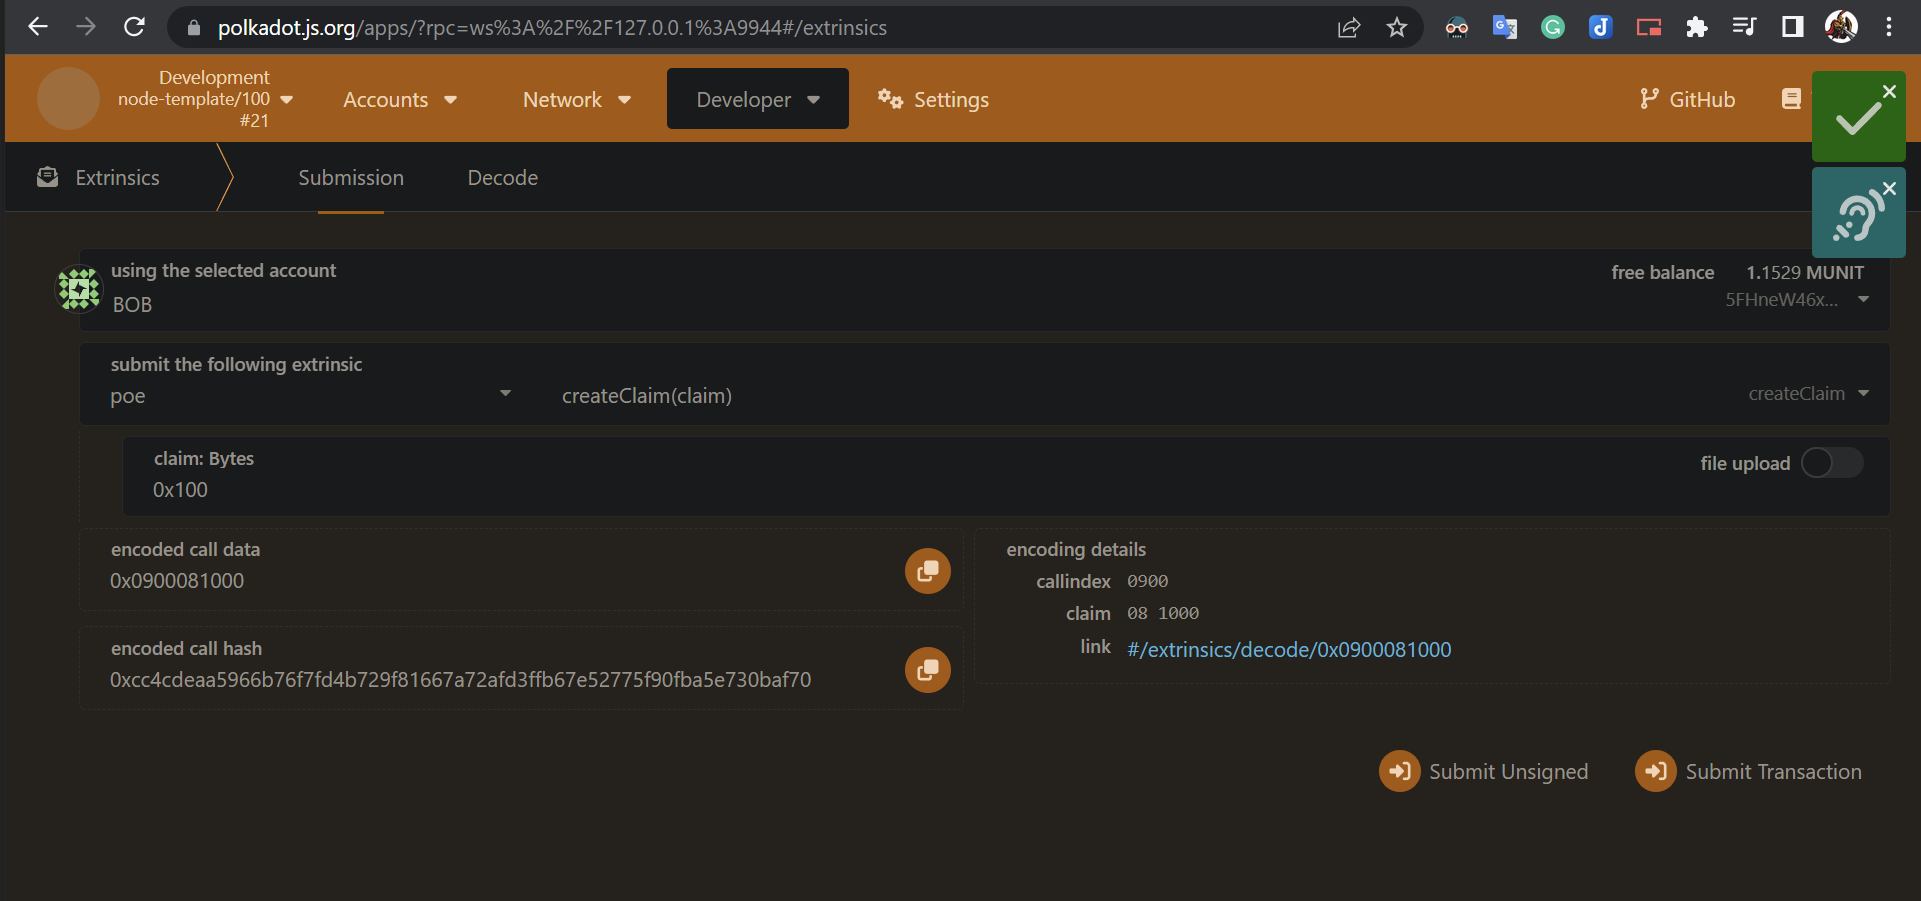 polkadot.js.org/apps/?rpc=ws%3A%2F%2F127.0.0.1%3A9944#/extrinsics
Development
node-template/100
#21
Accounts
Network
Developer
Settings
GitHub
Extrinsics
Submission
Decode
using the selected account
BOB
free balance 1.1529 MUNIT
5FHneW46x...
submit the following extrinsic
poe
createClaim(claim)
createClaim
claim: Bytes
0x100
file upload
encoded call data
0x0900081000
encoded call hash
0xcc4cdeaa5966b76f7fd4b729f81667a72afd3ffb67e52775f90fba5e730baf70
encoding details
callindex 0900
claim 08 1000
link #/extrinsics/decode/0x0900081000
Submit Unsigned
Submit Transaction